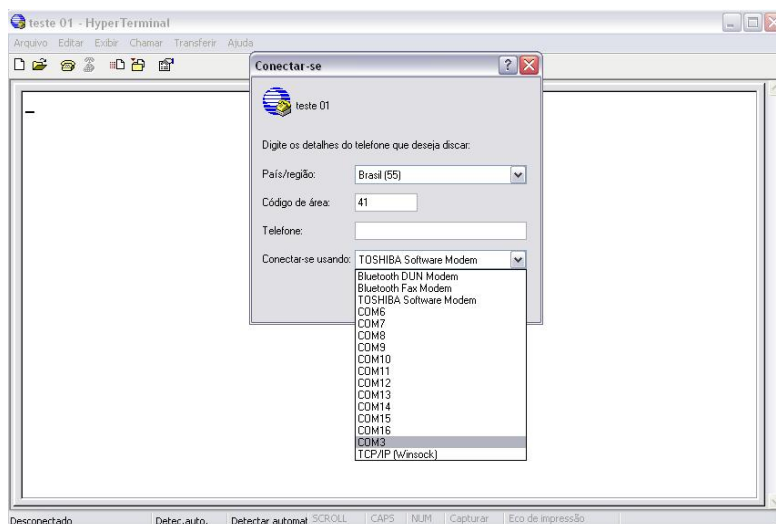 teste 01 - HyperTerminal
Arquivo Editar Exibir Chamar Transferir Ajuda
Conectar-se
teste 01
Digite os detalhes do telefone que deseja discar:
País/região: Brasil (55)
Código de área: 41
Telefone:
Conectar-se usando: TOSHIBA Software Modem
Bluetooth DUN Modem
Bluetooth Fax Modem
TOSHIBA Software Modem
COM6
COM7
COM8
COM9
COM10
COM11
COM12
COM13
COM14
COM15
COM16
COM3
TCP/IP (Winsock)
Desconectado Detec.auto. Detectar automat SCROLL CAPS NUM Capturar Eco de impressão